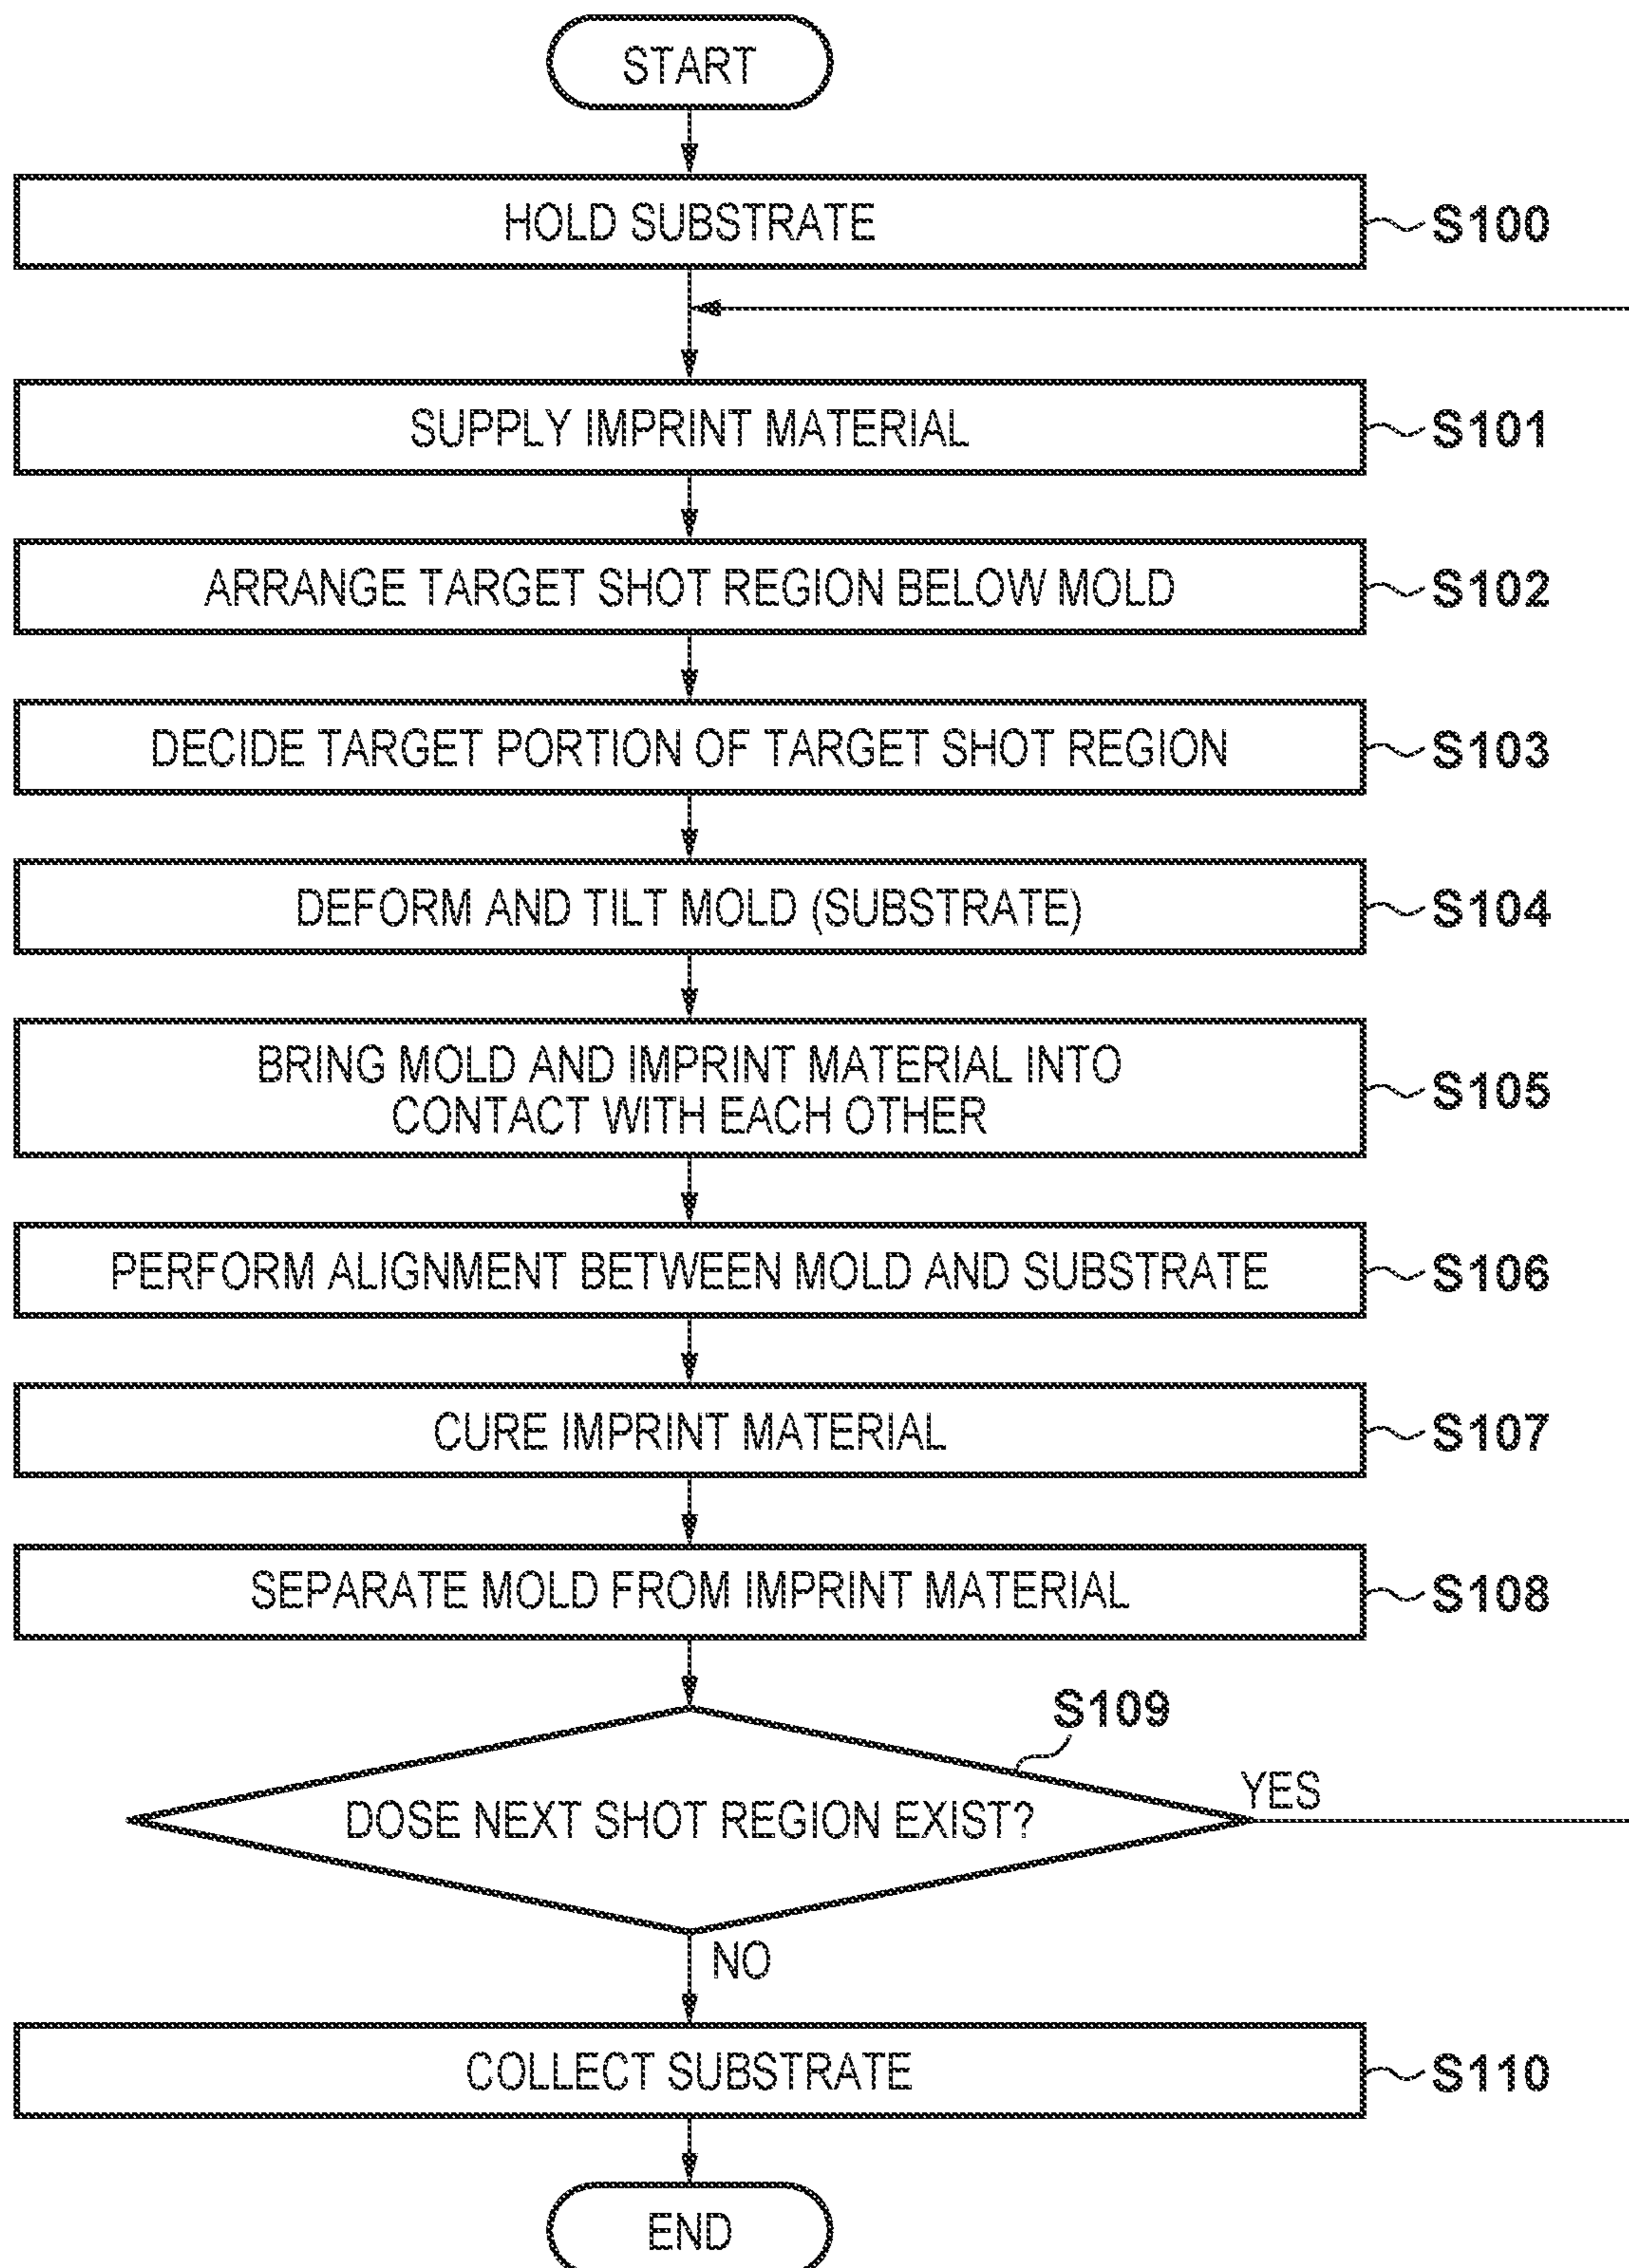 START
HOLD SUBSTRATE
S100
SUPPLY IMPRINT MATERIAL
S101
ARRANGE TARGET SHOT REGION BELOW MOLD
S102
DECIDE TARGET PORTION OF TARGET SHOT REGION
S103
DEFORM AND TILT MOLD (SUBSTRATE)
S104
BRING MOLD AND IMPRINT MATERIAL INTO
CONTACT WITH EACH OTHER
S105
PERFORM ALIGNMENT BETWEEN MOLD AND SUBSTRATE
S106
CURE IMPRINT MATERIAL
S107
SEPARATE MOLD FROM IMPRINT MATERIAL
S108
S109
DOSE NEXT SHOT REGION EXIST?
YES
NO
COLLECT SUBSTRATE
S110
END